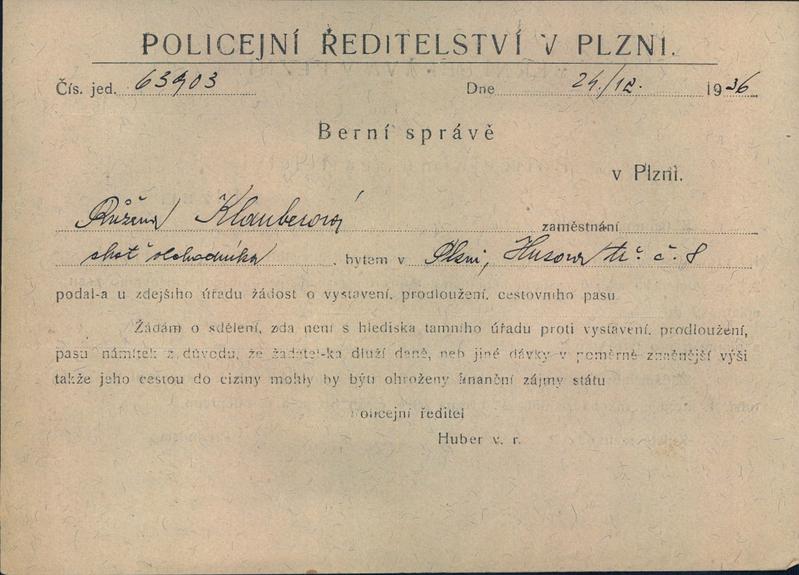 POLICEJNÍ ŘEDITELSTVÍ V PLZNI.
Čís. jed. 63903 Dne 24./12. 1936
Berní správě
v Plzni.
Růžena Klauberová zaměstnání
choť obchodníka, bytem v Plzni, Husova tř. č. 8
podal-a u zdejšího úřadu žádost o vystavení, prodloužení, cestovního pasu
Žádám o sdělení, zda není s hlediska tamního úřadu proti vystavení, prodloužení,
pasu námitek z důvodu, že žadatel-ka dluží daně, neb jiné dávky v poměrně značnější výši
takže jeho cestou do ciziny mohly by býti ohroženy finanční zájmy státu
Policejní ředitel
Huber v. r.